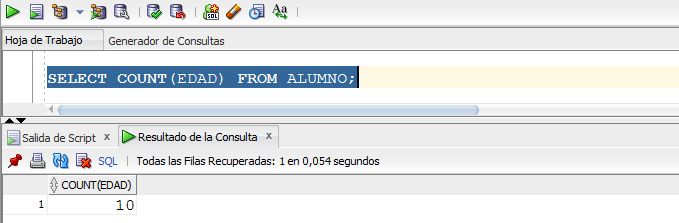 Hoja de Trabajo Generador de Consultas
SELECT COUNT(EDAD) FROM ALUMNO;
Salida de Script x Resultado de la Consulta x
SQL | Todas las Filas Recuperadas: 1 en 0,054 segundos
COUNT(EDAD)
1 10